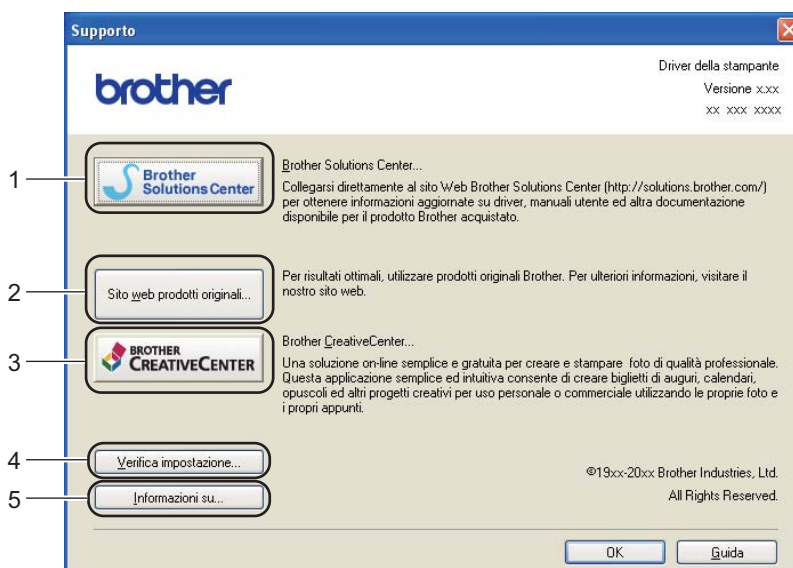 Supporto
brother
Driver della stampante
Versione x.xx
xx xxx xxxx
1
Brother
Solutions Center
Brother Solutions Center...
Collegarsi direttamente al sito Web Brother Solutions Center (http://solutions.brother.com/)
per ottenere informazioni aggiornate su driver, manuali utente ed altra documentazione
disponibile per il prodotto Brother acquistato.
2
Sito web prodotti originali...
Per risultati ottimali, utilizzare prodotti originali Brother. Per ulteriori informazioni, visitare il
nostro sito web.
3
BROTHER
CREATIVECENTER
Brother CreativeCenter...
Una soluzione on-line semplice e gratuita per creare e stampare foto di qualità professionale.
Questa applicazione semplice ed intuitiva consente di creare biglietti di auguri, calendari,
opuscoli ed altri progetti creativi per uso personale o commerciale utilizzando le proprie foto e
i propri appunti.
4
Verifica impostazione...
5
Informazioni su...
©19xx-20xx Brother Industries, Ltd.
All Rights Reserved.
OK
Guida